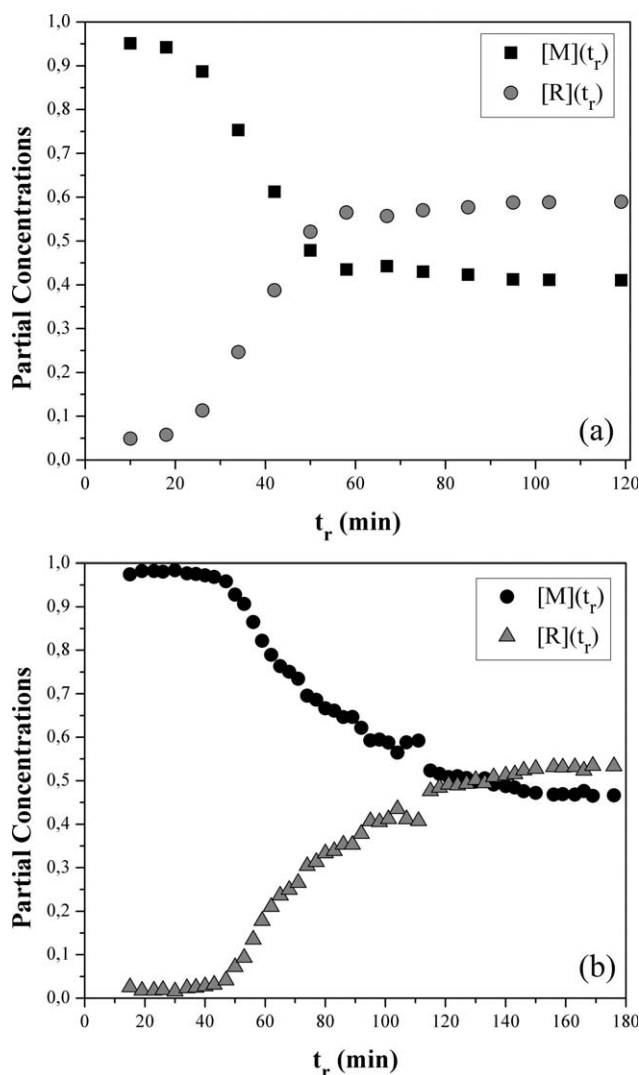 1,0
0,9
0,8
0,7
0,6
0,5
0,4
0,3
0,2
0,1
0,0
Partial Concentrations
[M](tr)
[R](tr)
(a)
0 20 40 60 80 100 120
tr (min)
1,0
0,9
0,8
0,7
0,6
0,5
0,4
0,3
0,2
0,1
0,0
Partial Concentrations
[M](tr)
[R](tr)
(b)
0 20 40 60 80 100 120 140 160 180
tr (min)